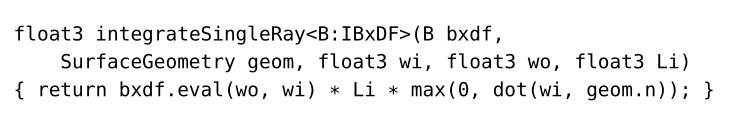 float3 integrateSingleRay<B:IBxDF>(B bxdf,
    SurfaceGeometry geom, float3 wi, float3 wo, float3 Li)
{ return bxdf.eval(wo, wi) * Li * max(0, dot(wi, geom.n)); }